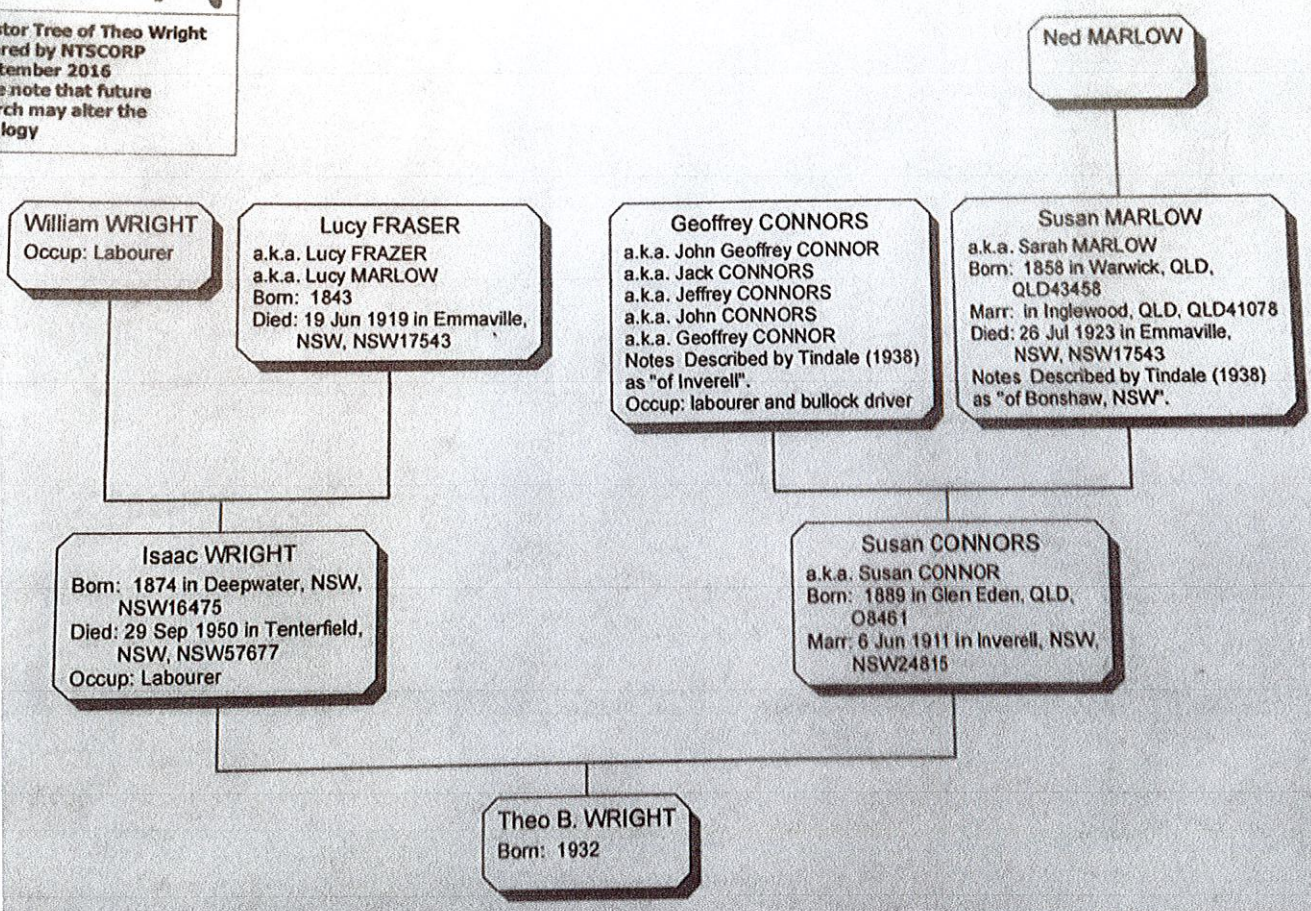 tor Tree of Theo Wright
red by NTSCORP
tember 2016
e note that future
rch may alter the
logy
Ned MARLOW
William WRIGHT
Occup: Labourer
Lucy FRASER
a.k.a. Lucy FRAZER
a.k.a. Lucy MARLOW
Born: 1843
Died: 19 Jun 1919 in Emmaville,
NSW, NSW17543
Geoffrey CONNORS
a.k.a. John Geoffrey CONNOR
a.k.a. Jack CONNORS
a.k.a. Jeffrey CONNORS
a.k.a. John CONNORS
a.k.a. Geoffrey CONNOR
Notes Described by Tindale (1938)
as "of Inverell".
Occup: labourer and bullock driver
Susan MARLOW
a.k.a. Sarah MARLOW
Born: 1858 in Warwick, QLD,
QLD43458
Marr: in Inglewood, QLD, QLD41078
Died: 26 Jul 1923 in Emmaville,
NSW, NSW17543
Notes Described by Tindale (1938)
as "of Bonshaw, NSW".
Isaac WRIGHT
Born: 1874 in Deepwater, NSW,
NSW16475
Died: 29 Sep 1950 in Tenterfield,
NSW, NSW57677
Occup: Labourer
Susan CONNORS
a.k.a. Susan CONNOR
Born: 1889 in Glen Eden, QLD,
O8461
Marr: 6 Jun 1911 in Inverell, NSW,
NSW24815
Theo B. WRIGHT
Born: 1932